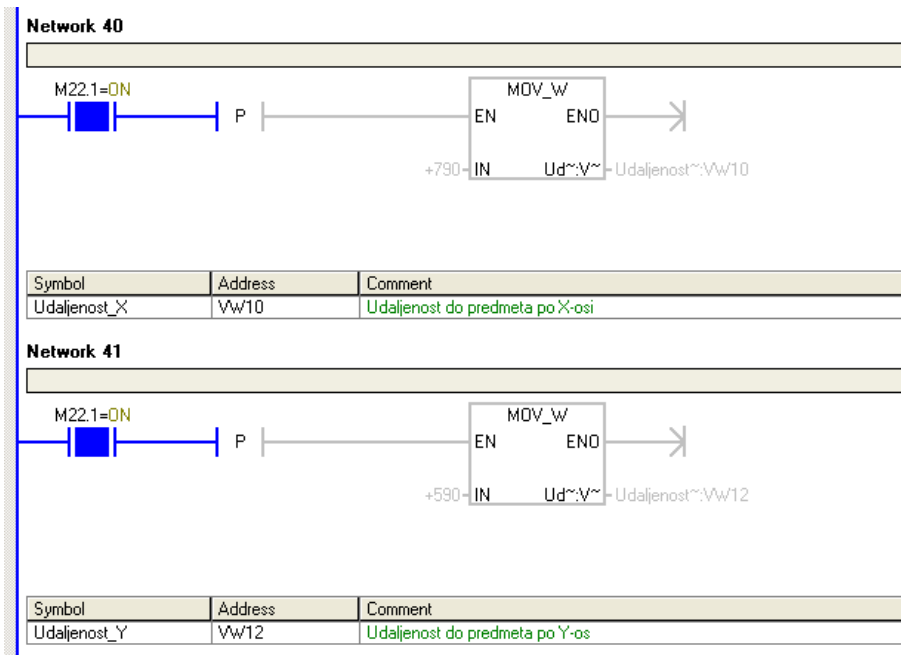 Network 40
M22.1=ON
P
MOV_W
EN ENO
+790 IN Ud~:V~ Udaljenost~:VW10
Symbol Address Comment
Udaljenost_X VW10 Udaljenost do predmeta po X-osi
Network 41
M22.1=ON
P
MOV_W
EN ENO
+590 IN Ud~:V~ Udaljenost~:VW12
Symbol Address Comment
Udaljenost_Y VW12 Udaljenost do predmeta po Y-os